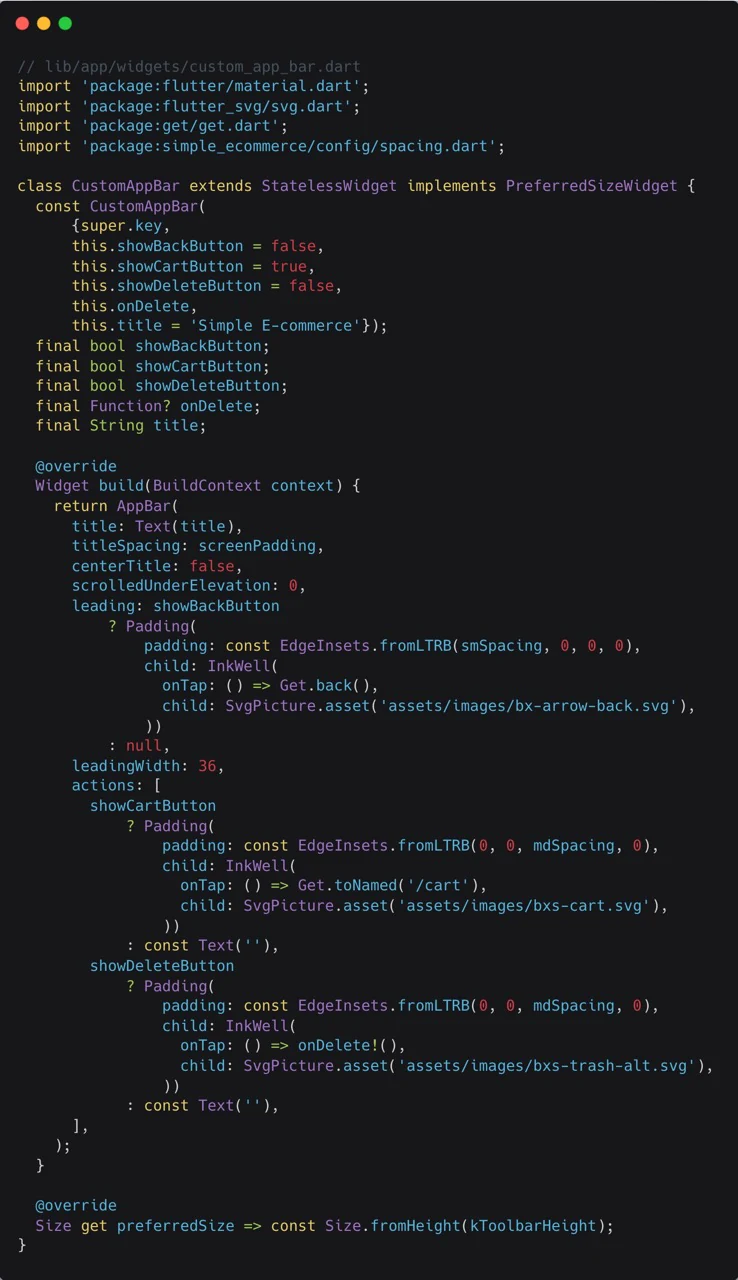 // lib/app/widgets/custom_app_bar.dart
import 'package:flutter/material.dart';
import 'package:flutter_svg/svg.dart';
import 'package:get/get.dart';
import 'package:simple_ecommerce/config/spacing.dart';

class CustomAppBar extends StatelessWidget implements PreferredSizeWidget {
  const CustomAppBar(
      {super.key,
      this.showBackButton = false,
      this.showCartButton = true,
      this.showDeleteButton = false,
      this.onDelete,
      this.title = 'Simple E-commerce'});
  final bool showBackButton;
  final bool showCartButton;
  final bool showDeleteButton;
  final Function? onDelete;
  final String title;

  @override
  Widget build(BuildContext context) {
    return AppBar(
      title: Text(title),
      titleSpacing: screenPadding,
      centerTitle: false,
      scrolledUnderElevation: 0,
      leading: showBackButton
          ? Padding(
              padding: const EdgeInsets.fromLTRB(smSpacing, 0, 0, 0),
              child: InkWell(
                onTap: () => Get.back(),
                child: SvgPicture.asset('assets/images/bx-arrow-back.svg'),
              ))
          : null,
      leadingWidth: 36,
      actions: [
        showCartButton
            ? Padding(
                padding: const EdgeInsets.fromLTRB(0, 0, mdSpacing, 0),
                child: InkWell(
                  onTap: () => Get.toNamed('/cart'),
                  child: SvgPicture.asset('assets/images/bxs-cart.svg'),
                ))
            : const Text(''),
        showDeleteButton
            ? Padding(
                padding: const EdgeInsets.fromLTRB(0, 0, mdSpacing, 0),
                child: InkWell(
                  onTap: () => onDelete!(),
                  child: SvgPicture.asset('assets/images/bxs-trash-alt.svg'),
                ))
            : const Text(''),
      ],
    );
  }

  @override
  Size get preferredSize => const Size.fromHeight(kToolbarHeight);
}